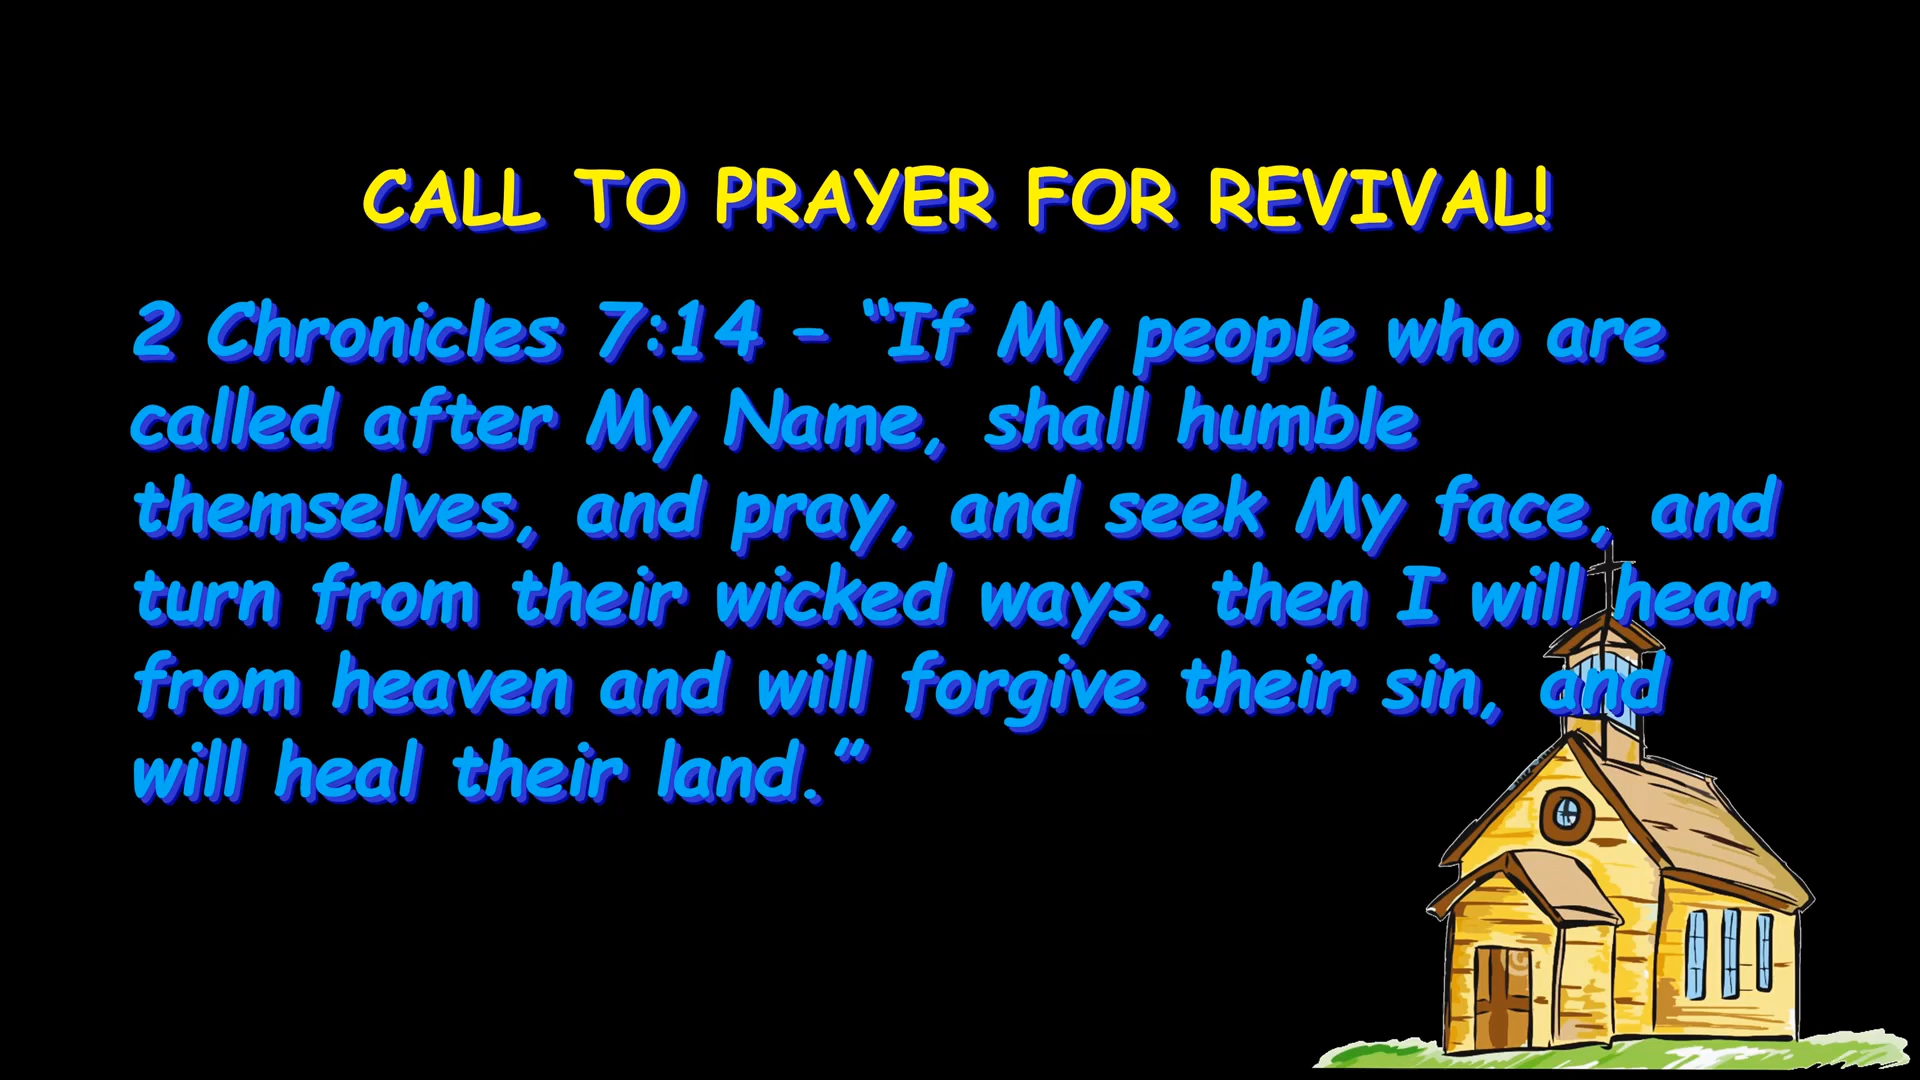 CALL TO PRAYER FOR REVIVAL!
2 Chronicles 7:14 – “If My people who are
called after My Name, shall humble
themselves, and pray, and seek My face, and
turn from their wicked ways, then I will hear
from heaven and will forgive their sin, and
will heal their land.”